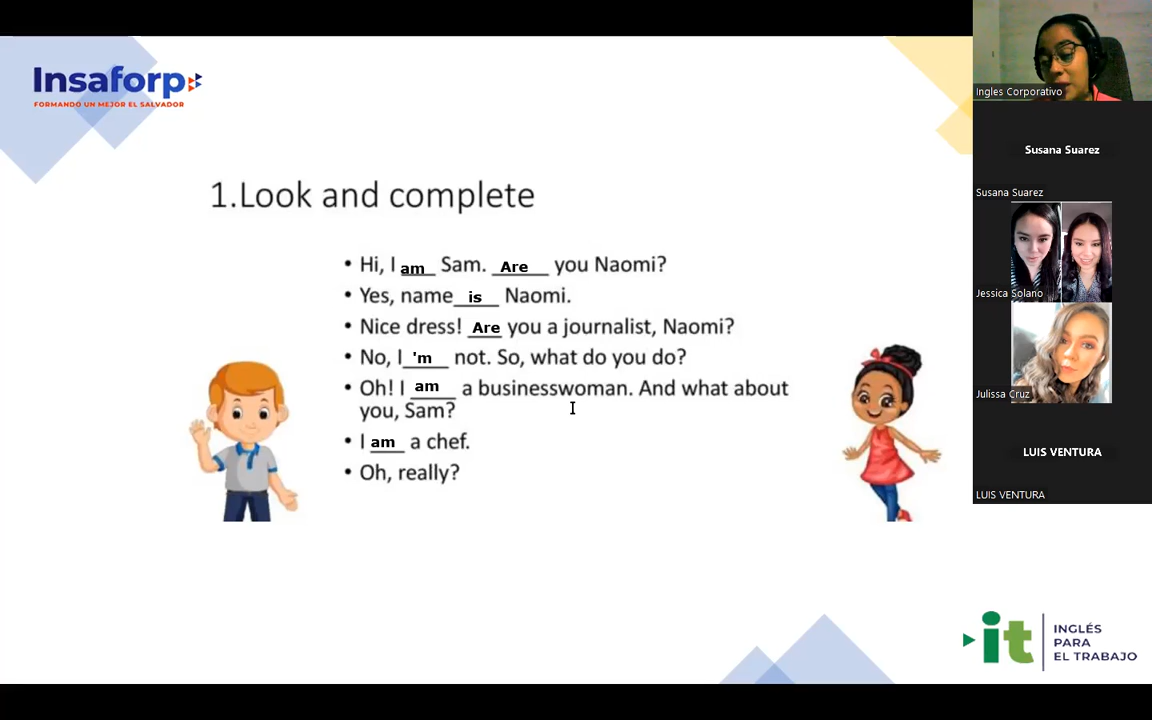 Insaforp
FORMANDO UN MEJOR EL SALVADOR
1.Look and complete
• Hi, I am Sam. Are you Naomi?
• Yes, name is Naomi.
• Nice dress! Are you a journalist, Naomi?
• No, I 'm not. So, what do you do?
• Oh! I am a businesswoman. And what about
you, Sam?
• I am a chef.
• Oh, really?
it
INGLÉS
PARA
EL TRABAJO
Ingles Corporativo
Susana Suarez
Susana Suarez
Jessica Solano
Julissa Cruz
LUIS VENTURA
LUIS VENTURA